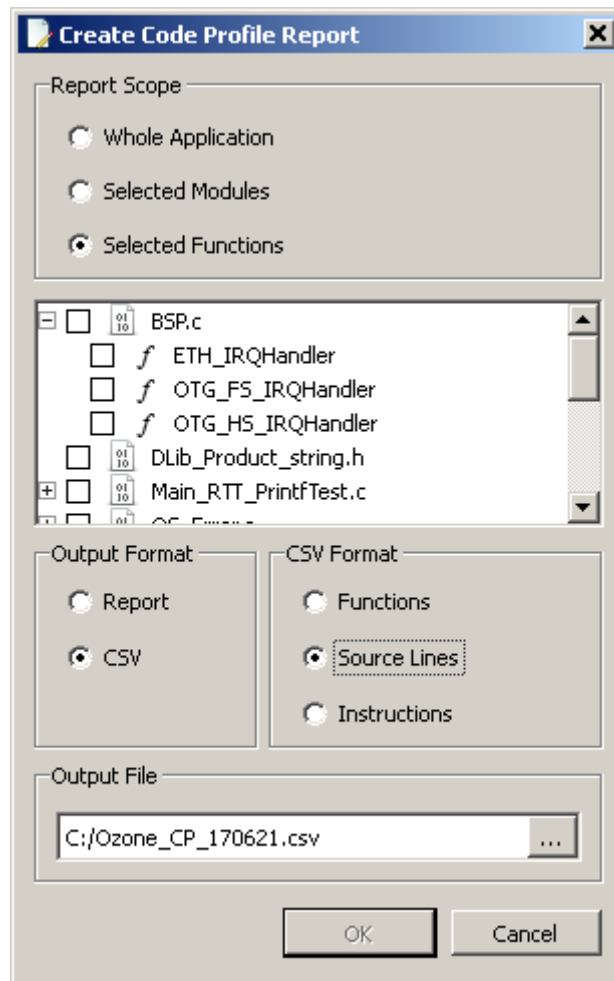 Create Code Profile Report
Report Scope
Whole Application
Selected Modules
Selected Functions
BSP.c
ETH_IRQHandler
OTG_FS_IRQHandler
OTG_HS_IRQHandler
DLib_Product_string.h
Main_RTT_PrintfTest.c
Output Format
Report
CSV
CSV Format
Functions
Source Lines
Instructions
Output File
C:/Ozone_CP_170621.csv
...
OK
Cancel